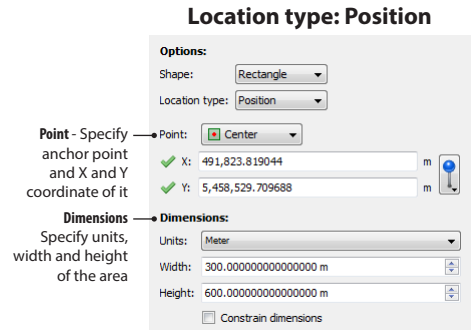 Location type: Position
Options:
Shape: Rectangle
Location type: Position
Point - Specify
anchor point
and X and Y
coordinate of it
Point: Center
X: 491,823.819044 m
Y: 5,458,529.709688 m
Dimensions
Specify units,
width and height
of the area
Dimensions:
Units: Meter
Width: 300.000000000000000 m
Height: 600.000000000000000 m
Constrain dimensions